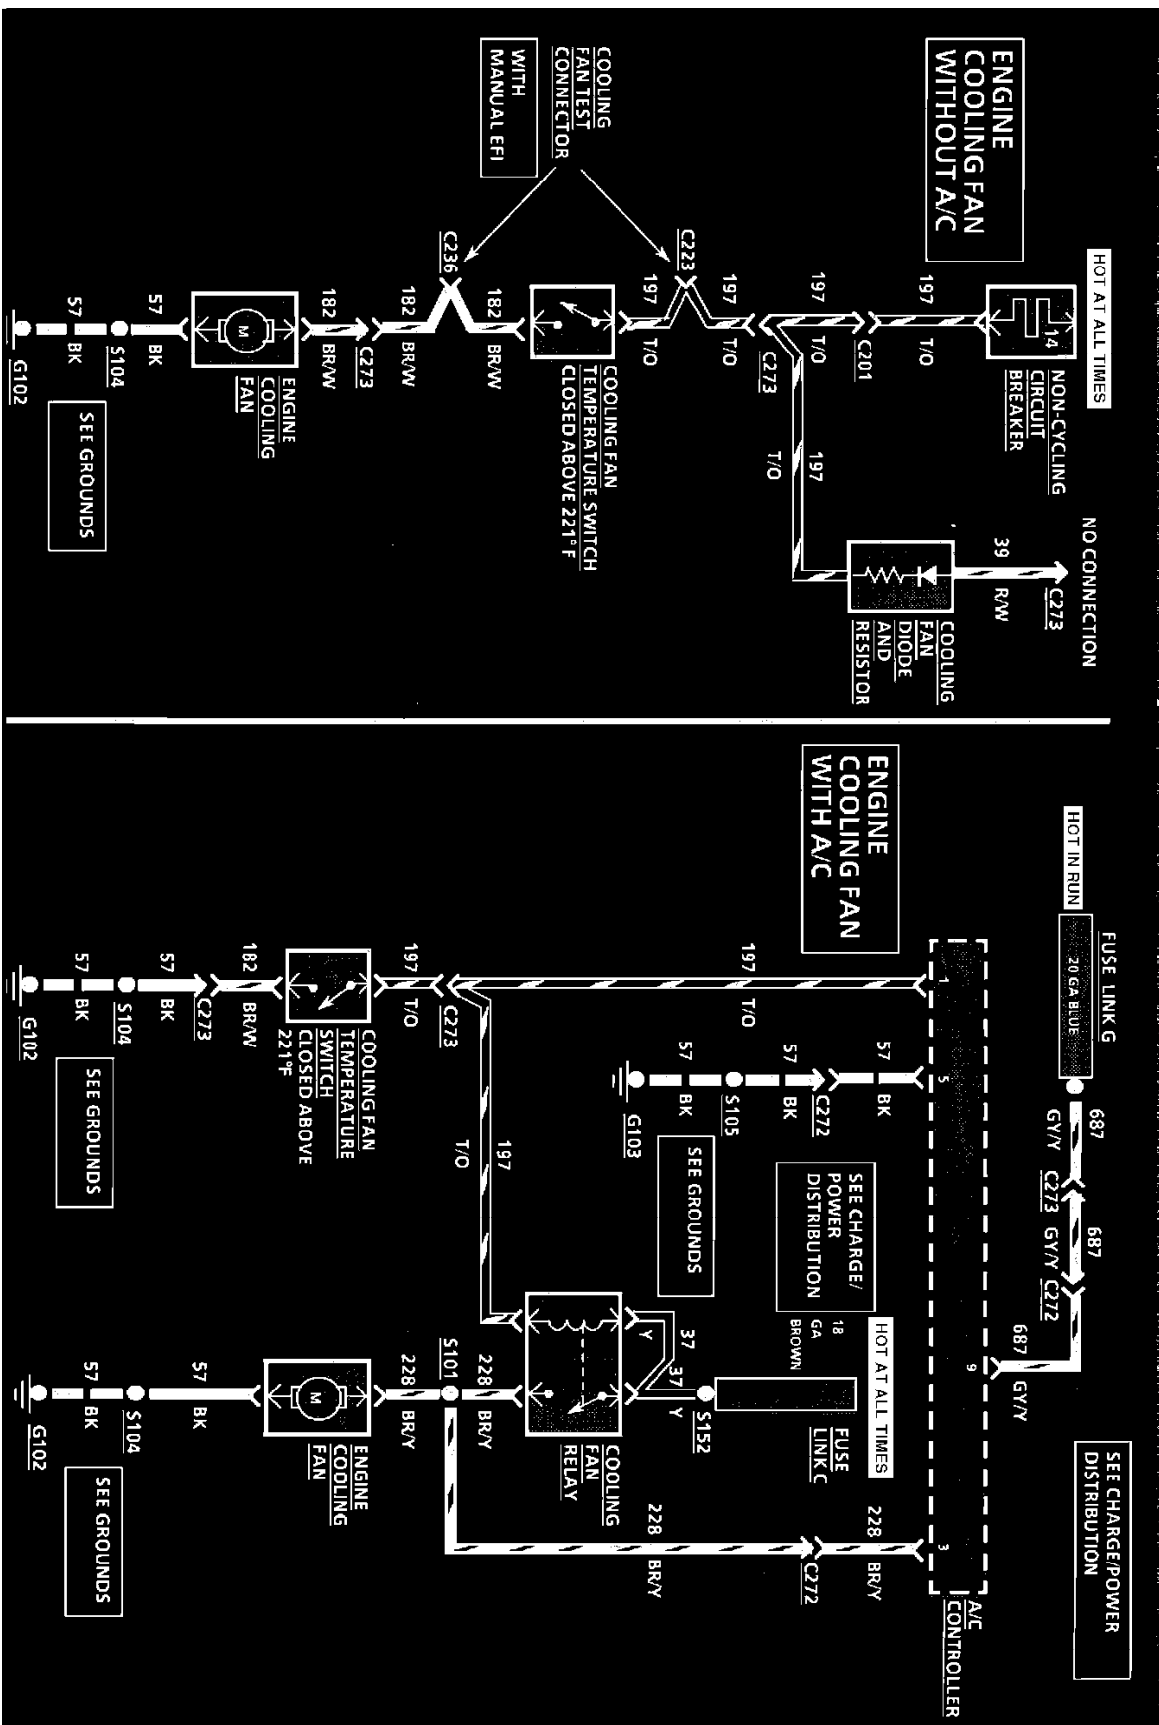 ENGINE
COOLING FAN
WITHOUT A/C
HOT AT ALL TIMES
14
NON-CYCLING
CIRCUIT
BREAKER
NO CONNECTION
C273
39
R/W
COOLING
FAN
DIODE
AND
RESISTOR
197
T/O
C201
197
T/O
C273
197
T/O
197
T/O
C223
197
T/O
COOLING
FAN TEST
CONNECTOR
WITH
MANUAL EFI
COOLING FAN
TEMPERATURE SWITCH
CLOSED ABOVE 221°F
182
BR/W
C236
182
BR/W
C273
182
BR/W
M
ENGINE
COOLING
FAN
57
BK
S104
57
BK
G102
SEE GROUNDS
ENGINE
COOLING FAN
WITH A/C
HOT IN RUN
FUSE LINK G
20 GA BLUE
687
GY/Y
C273
687
GY/Y
C272
687
GY/Y
SEE CHARGE/POWER
DISTRIBUTION
1
5
9
3
A/C
CONTROLLER
197
T/O
57
BK
C272
57
BK
S105
57
BK
G103
SEE GROUNDS
SEE CHARGE/
POWER
DISTRIBUTION
HOT AT ALL TIMES
18
GA
BROWN
FUSE
LINK C
S152
37
Y
37
Y
228
BR/Y
C272
228
BR/Y
COOLING
FAN
RELAY
C273
197
T/O
197
T/O
COOLING FAN
TEMPERATURE
SWITCH
CLOSED ABOVE
221°F
182
BR/W
C273
57
BK
S104
57
BK
G102
SEE GROUNDS
228
BR/Y
S101
228
BR/Y
M
ENGINE
COOLING
FAN
57
BK
S104
57
BK
G102
SEE GROUNDS